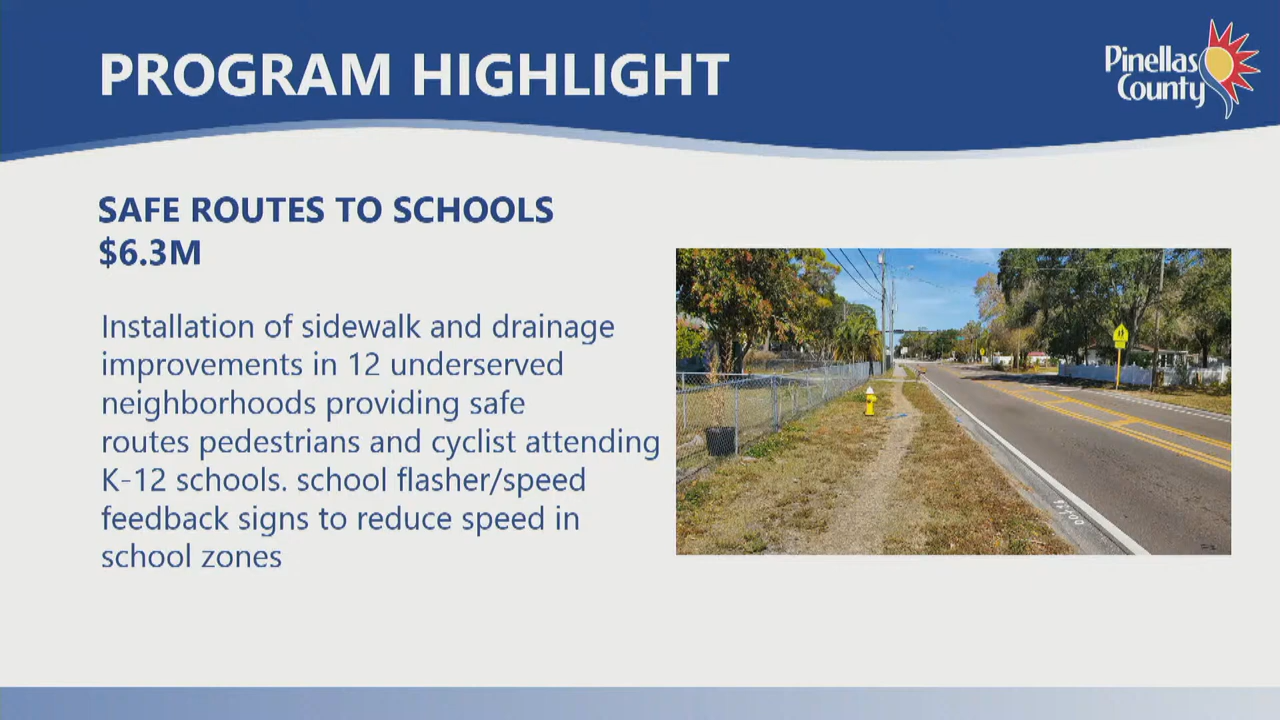 PROGRAM HIGHLIGHT
Pinellas
County
SAFE ROUTES TO SCHOOLS
$6.3M
Installation of sidewalk and drainage
improvements in 12 underserved
neighborhoods providing safe
routes pedestrians and cyclist attending
K-12 schools. school flasher/speed
feedback signs to reduce speed in
school zones